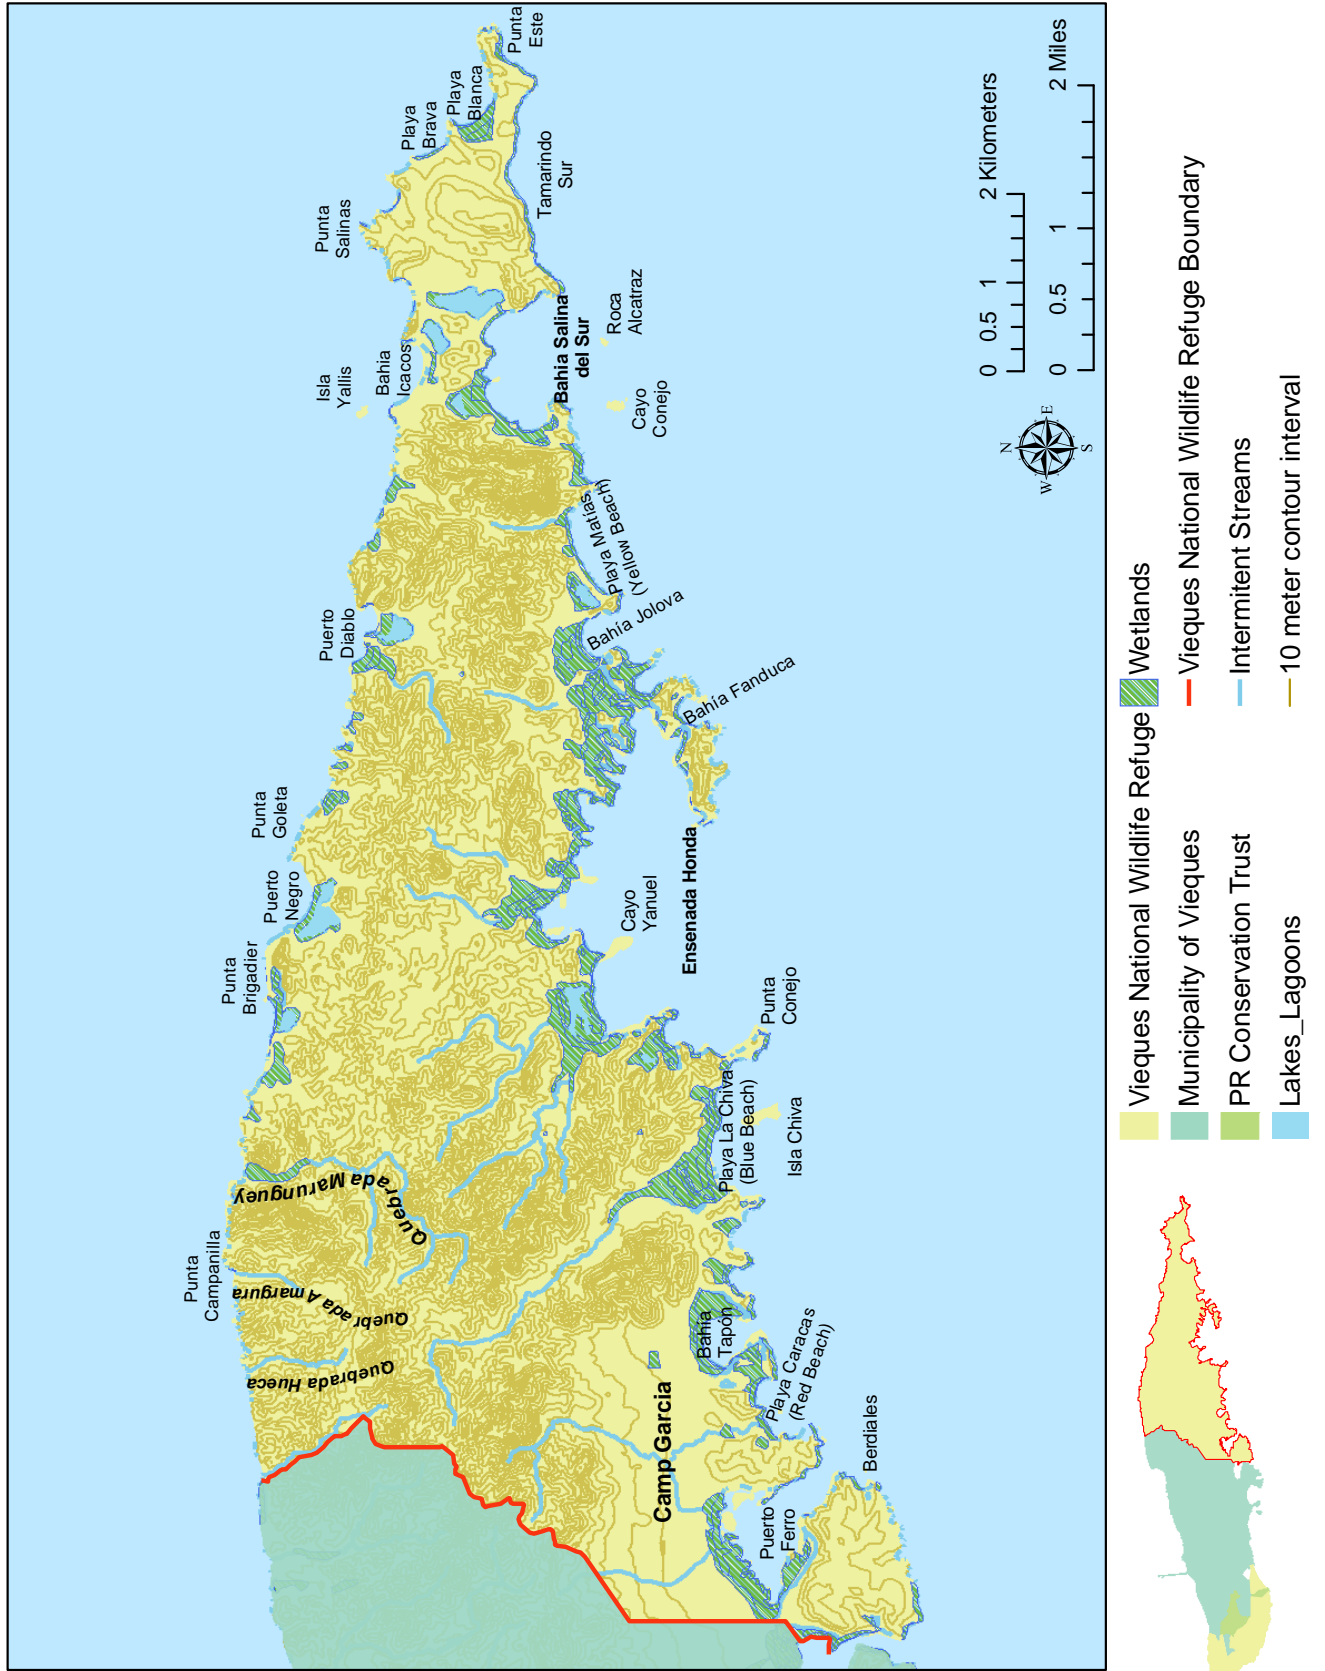 Punta
Campanilla
Punta
Brigadier
Puerto
Negro
Punta
Goleta
Puerto
Diablo
Isla
Yallis
Bahia
Icacos
Punta
Salinas
Playa
Brava
Playa
Blanca
Punta
Este
Tamarindo
Sur
Roca
Alcatraz
Bahia Salina
del Sur
Cayo
Conejo
Playa Matías
(Yellow Beach)
Bahía Jolova
Bahía Fanduca
Ensenada Honda
Cayo
Yanuel
Punta
Conejo
Playa La Chiva
(Blue Beach)
Isla Chiva
Bahía
Tapón
Playa Caracas
(Red Beach)
Camp Garcia
Puerto
Ferro
Berdiales
Quebrada Hueca
Quebrada Amargura
Quebrada Marunguey
N
W
E
S
0 0.5 1 2 Kilometers
0 0.5 1 2 Miles
Vieques National Wildlife Refuge
Municipality of Vieques
PR Conservation Trust
Lakes_Lagoons
Wetlands
Vieques National Wildlife Refuge Boundary
Intermitent Streams
10 meter contour interval